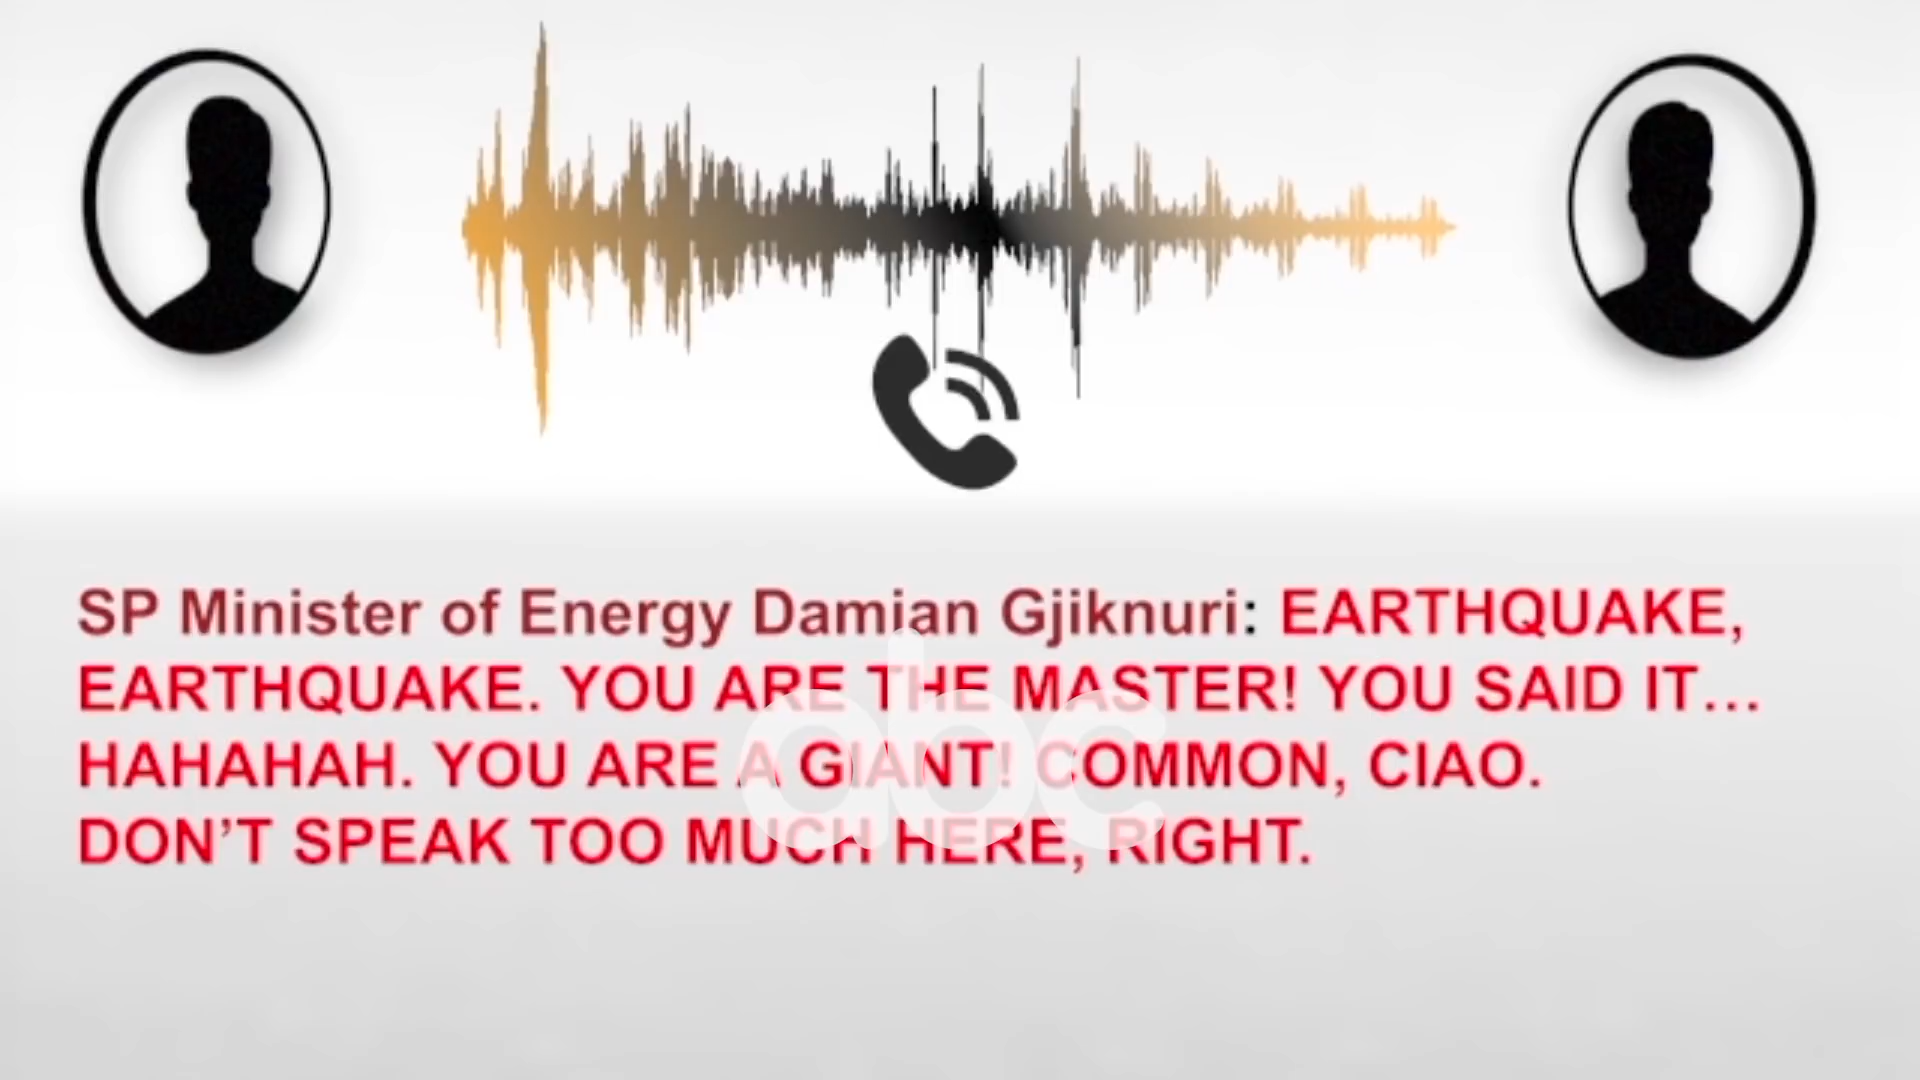 SP Minister of Energy Damian Gjiknuri: EARTHQUAKE,
EARTHQUAKE. YOU ARE THE MASTER! YOU SAID IT...
HAHAHAH. YOU ARE A GIANT! COMMON, CIAO.
DON’T SPEAK TOO MUCH HERE, RIGHT.
abc